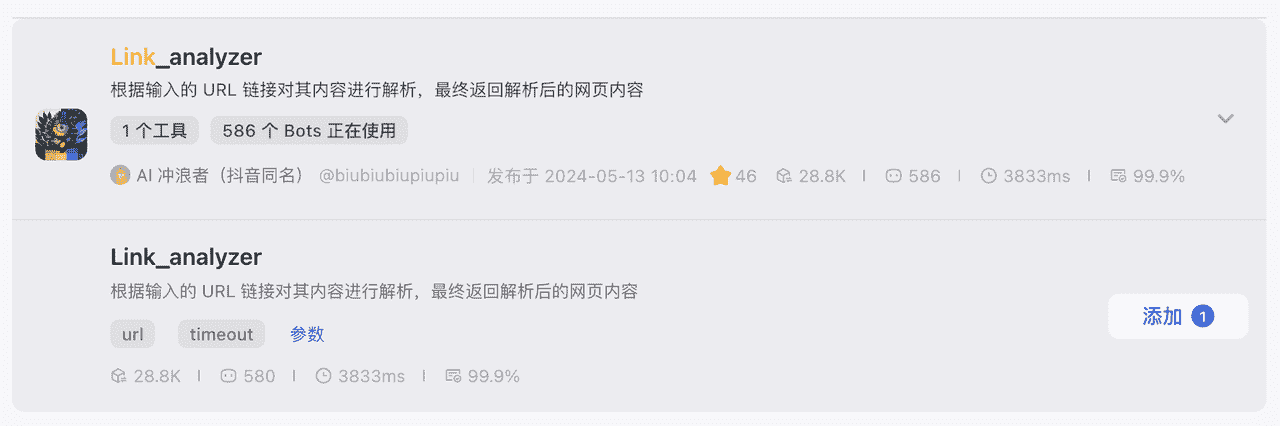 Link_analyzer
根据输入的 URL 链接对其内容进行解析，最终返回解析后的网页内容
1 个工具 586 个 Bots 正在使用
AI 冲浪者（抖音同名） @biubiubiupiupiu 发布于 2024-05-13 10:04 46 28.8K 586 3833ms 99.9%
Link_analyzer
根据输入的 URL 链接对其内容进行解析，最终返回解析后的网页内容
添加 1
url timeout 参数
28.8K 580 3833ms 99.9%